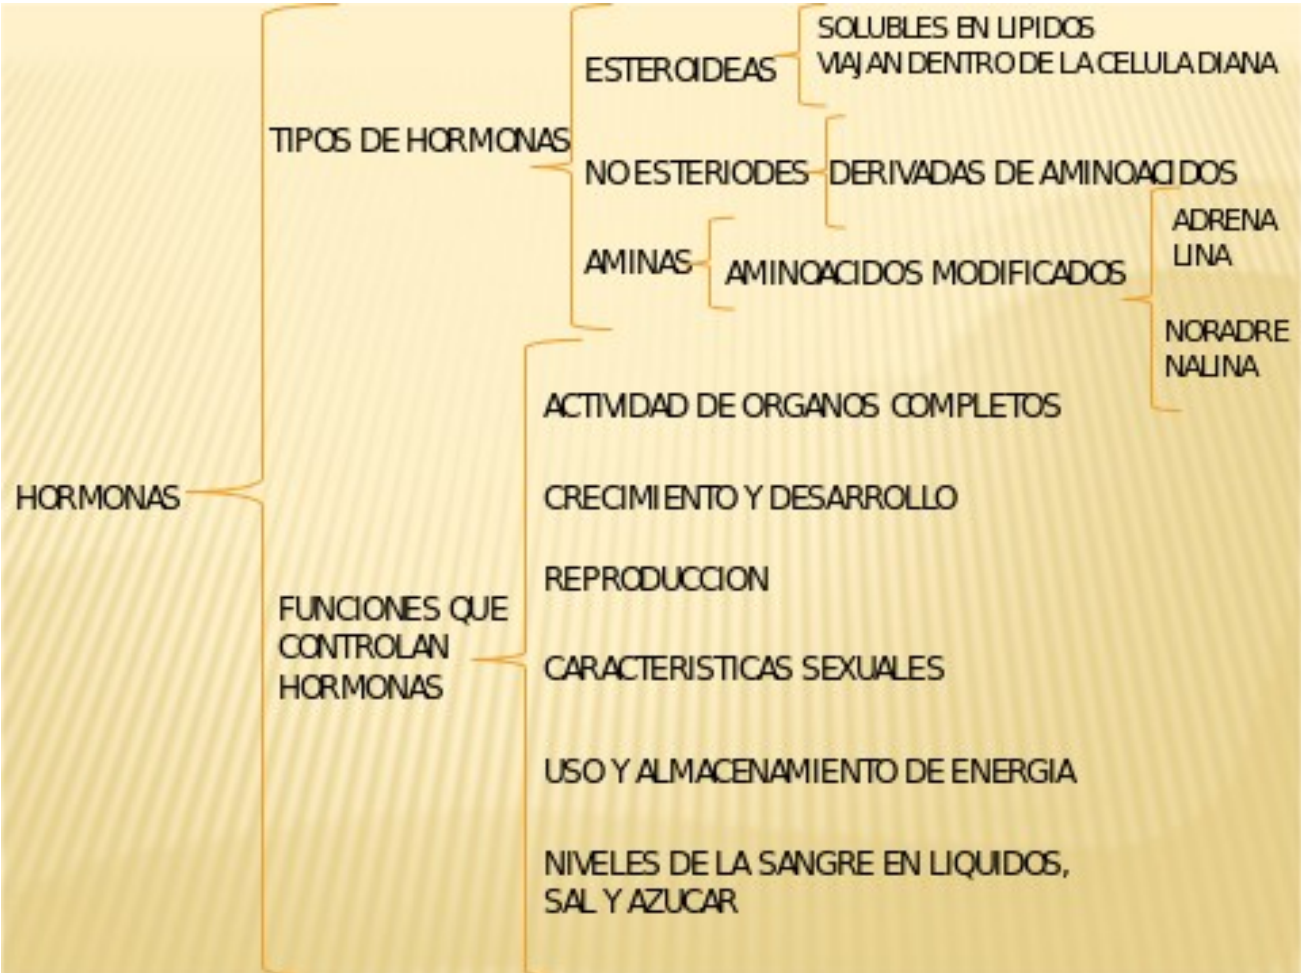 SOLUBLES EN LIPIDOS
VIAJAN DENTRO DE LA CELULA DIANA
ESTEROIDEAS
TIPOS DE HORMONAS
NO ESTERIODES
DERIVADAS DE AMINOACIDOS
ADRENA
LINA
AMINAS
AMINOACIDOS MODIFICADOS
NORADRE
NALINA
ACTIVIDAD DE ORGANOS COMPLETOS
HORMONAS
CRECIMIENTO Y DESARROLLO
REPRODUCCION
FUNCIONES QUE
CONTROLAN
HORMONAS
CARACTERISTICAS SEXUALES
USO Y ALMACENAMIENTO DE ENERGIA
NIVELES DE LA SANGRE EN LIQUIDOS,
SAL Y AZUCAR